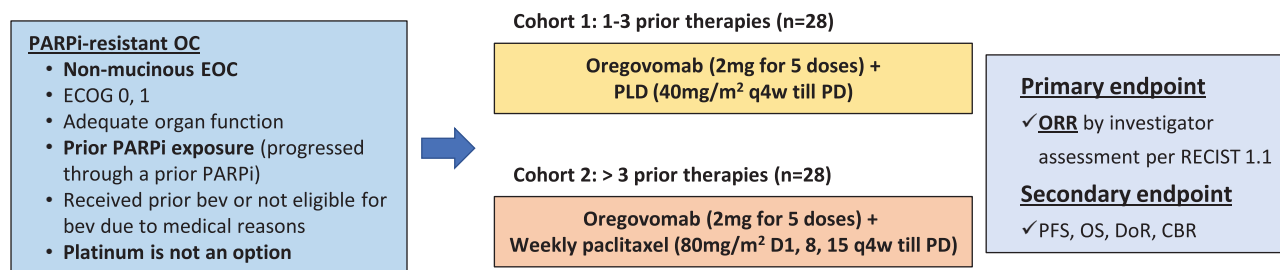 PARPi-resistant OC
• Non-mucinous EOC
• ECOG 0, 1
• Adequate organ function
• Prior PARPi exposure (progressed
through a prior PARPi)
• Received prior bev or not eligible for
bev due to medical reasons
• Platinum is not an option
Cohort 1: 1-3 prior therapies (n=28)
Oregovomab (2mg for 5 doses) +
PLD (40mg/m² q4w till PD)
Cohort 2: > 3 prior therapies (n=28)
Oregovomab (2mg for 5 doses) +
Weekly paclitaxel (80mg/m² D1, 8, 15 q4w till PD)
Primary endpoint
✓ORR by investigator
assessment per RECIST 1.1
Secondary endpoint
✓PFS, OS, DoR, CBR